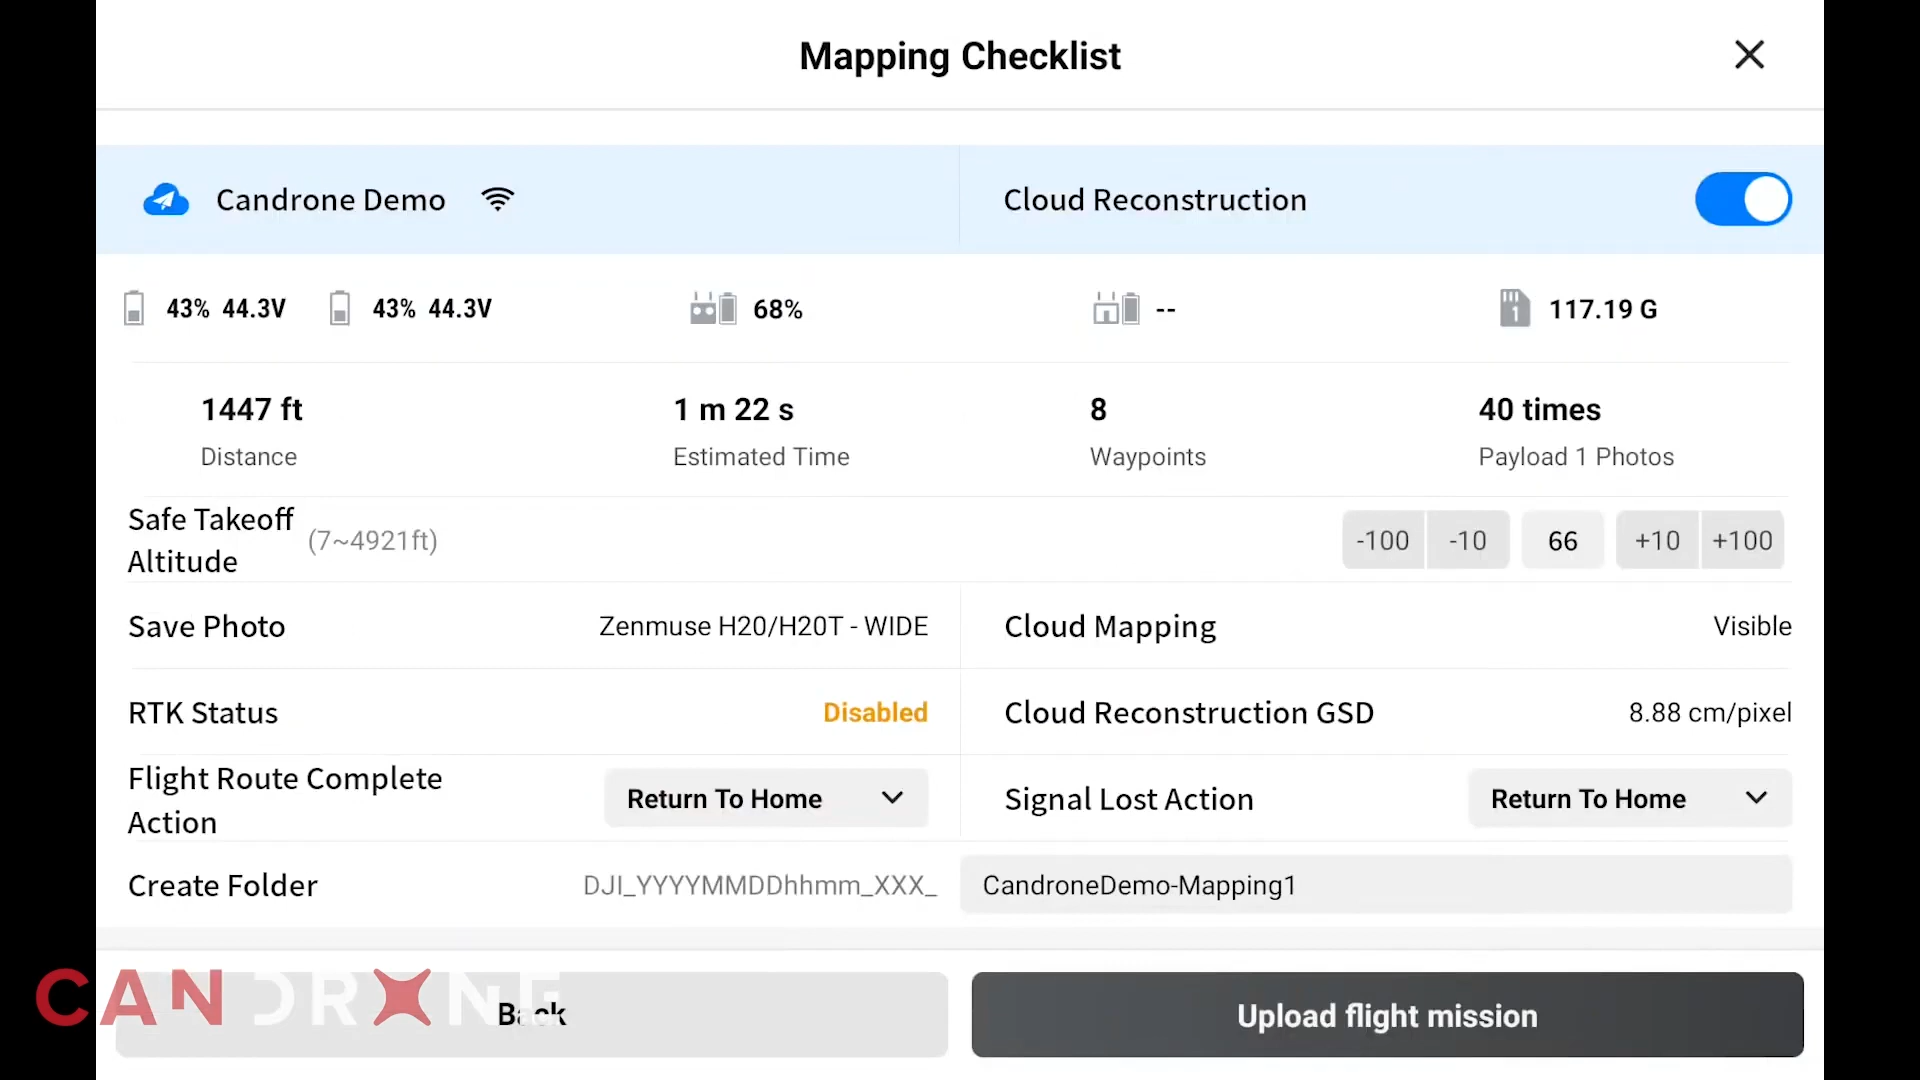 Mapping Checklist
Candrone Demo
Cloud Reconstruction
43% 44.3V 43% 44.3V 68% -- 1 117.19 G
1447 ft 1 m 22 s 8 40 times
Distance Estimated Time Waypoints Payload 1 Photos
Safe Takeoff
Altitude
(7~4921ft)
-100 -10 66 +10 +100
Save Photo Zenmuse H20/H20T - WIDE
Cloud Mapping Visible
RTK Status Disabled
Cloud Reconstruction GSD 8.88 cm/pixel
Flight Route Complete
Action
Return To Home
Signal Lost Action Return To Home
Create Folder DJI_YYYYMMDDhhmm_XXX_ CandroneDemo-Mapping1
CANDRONE
Back
Upload flight mission